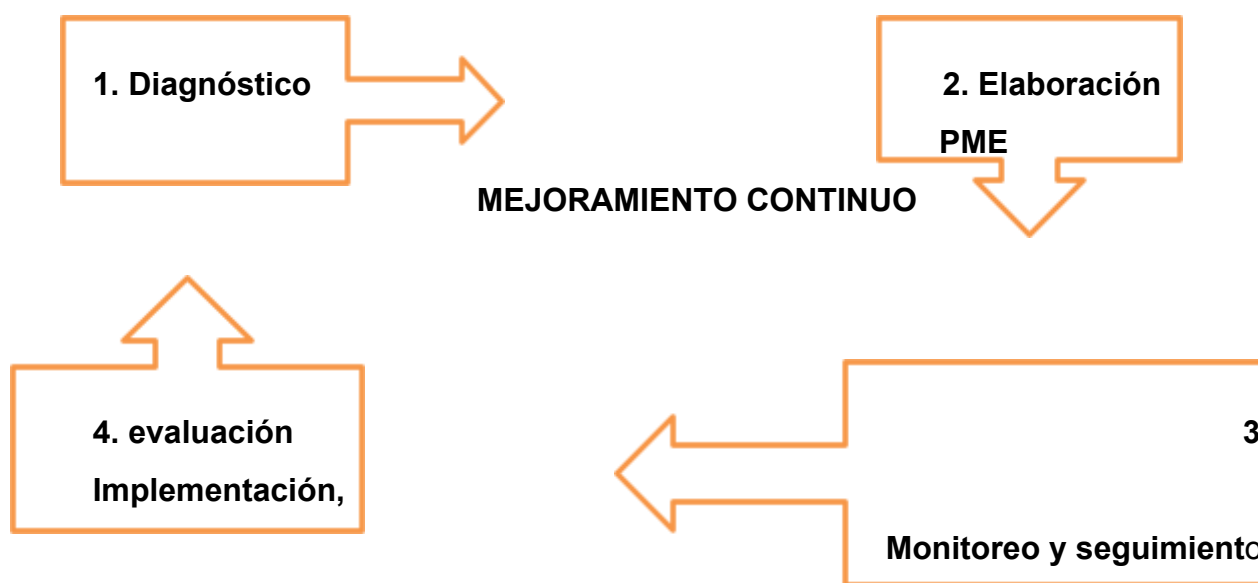 1. Diagnóstico
2. Elaboración
PME
MEJORAMIENTO CONTINUO
4. evaluación
Implementación,
3
Monitoreo y seguimiento